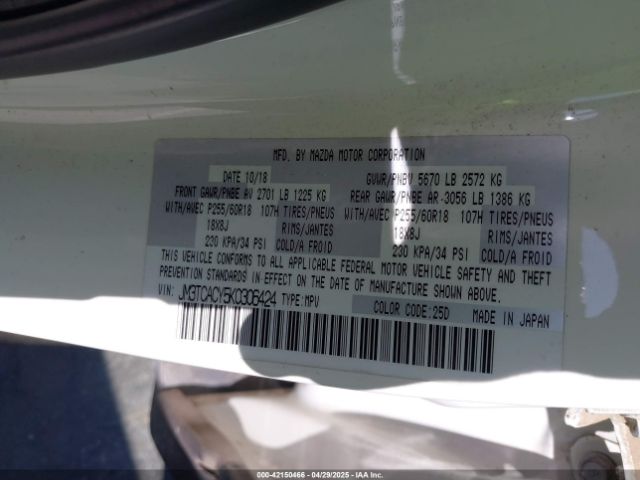 MFD. BY MAZDA MOTOR CORPORATION
DATE 10/18 GVWR/PNBV 5670 LB 2572 KG
FRONT GAWR/PNBE AV 2701 LB 1225 KG REAR GAWR/PNBE AR-3056 LB 1386 KG
WITH/AVEC P255/60R18 107H TIRES/PNEUS WITH/AVEC P255/60R18 107H TIRES/PNEUS
18X8J RIMS/JANTES 18X8J RIMS/JANTES
230 KPA/34 PSI COLD/A FROID 230 KPA/34 PSI COLD/A FROID
THIS VEHICLE CONFORMS TO ALL APPLICABLE FEDERAL MOTOR VEHICLE SAFETY AND THEFT
PREVENTION STANDARDS IN EFFECT ON THE DATE OF MANUFACTURE SHOWN ABOVE.
VIN: JM3TCACY5K0306424 TYPE:MPV COLOR CODE:25D MADE IN JAPAN
000-42150466 - 04/29/2025 - IAAI.COM